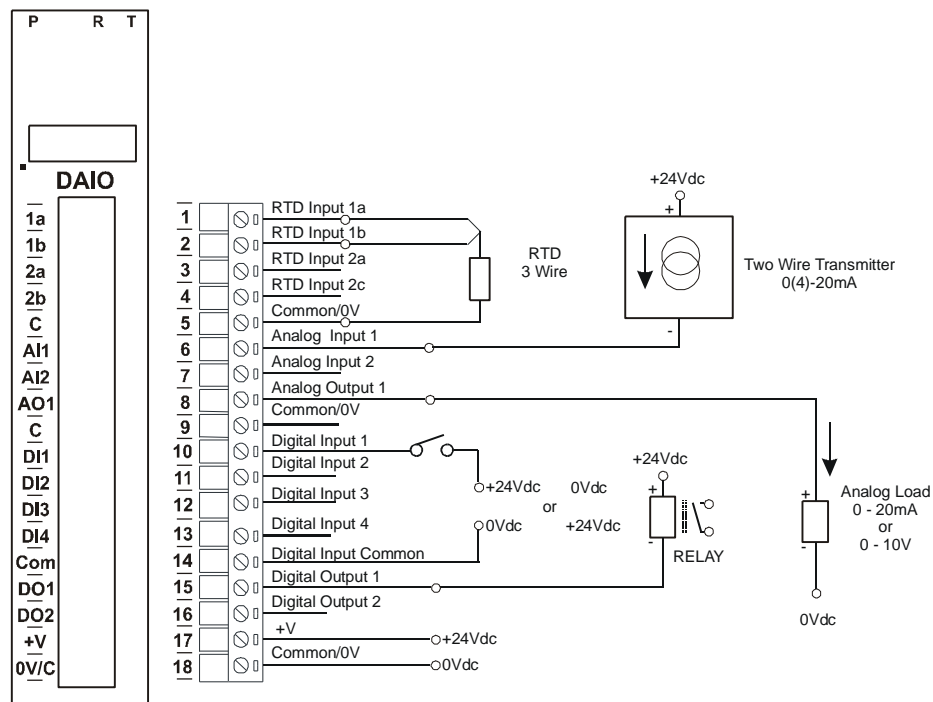 P R T
DAIO
1a
1b
2a
2b
C
AI1
AI2
AO1
C
DI1
DI2
DI3
DI4
Com
DO1
DO2
+V
0V/C
1 RTD Input 1a
2 RTD Input 1b
3 RTD Input 2a
4 RTD Input 2c
5 Common/0V
6 Analog Input 1
7 Analog Input 2
8 Analog Output 1
9 Common/0V
10 Digital Input 1
11 Digital Input 2
12 Digital Input 3
13 Digital Input 4
14 Digital Input Common
15 Digital Output 1
16 Digital Output 2
17 +V +24Vdc
18 Common/0V 0Vdc
RTD
3 Wire
+24Vdc
+
-
Two Wire Transmitter
0(4)-20mA
+24Vdc 0Vdc
or
0Vdc +24Vdc
+24Vdc
+
-
RELAY
+
-
Analog Load
0 - 20mA
or
0 - 10V
0Vdc